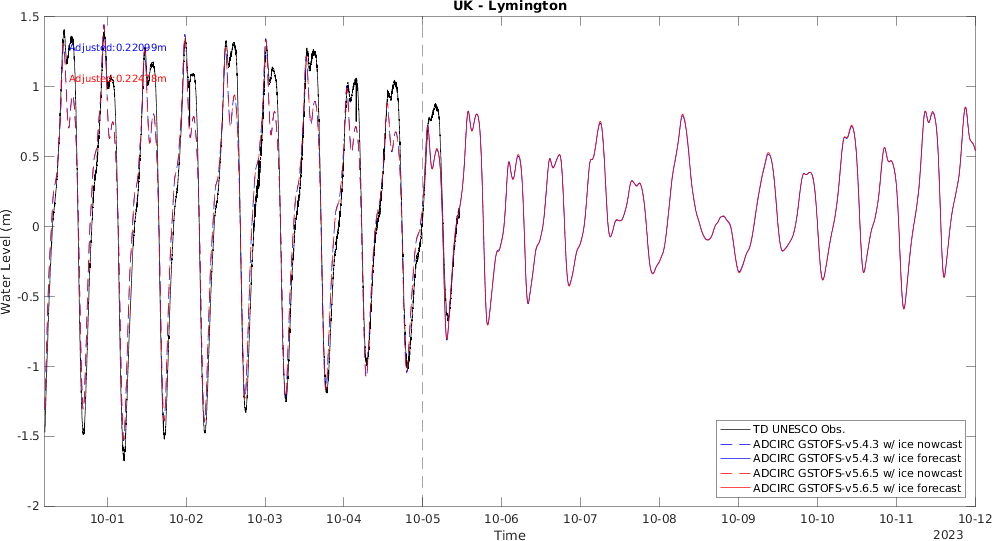 UK - Lymington
Adjusted:0.22099m
Water Level (m)
1.5
1
0.5
0
-0.5
-1
-1.5
-2
10-01
10-02
10-03
10-04
10-05
10-06
10-07
10-08
10-09
10-10
10-11
10-12
2023
Time
TD UNESCO Obs.
ADCIRC GSTOFS-v5.4.3 w/ ice nowcast
ADCIRC GSTOFS-v5.4.3 w/ ice forecast
ADCIRC GSTOFS-v5.6.5 w/ ice nowcast
ADCIRC GSTOFS-v5.6.5 w/ ice forecast